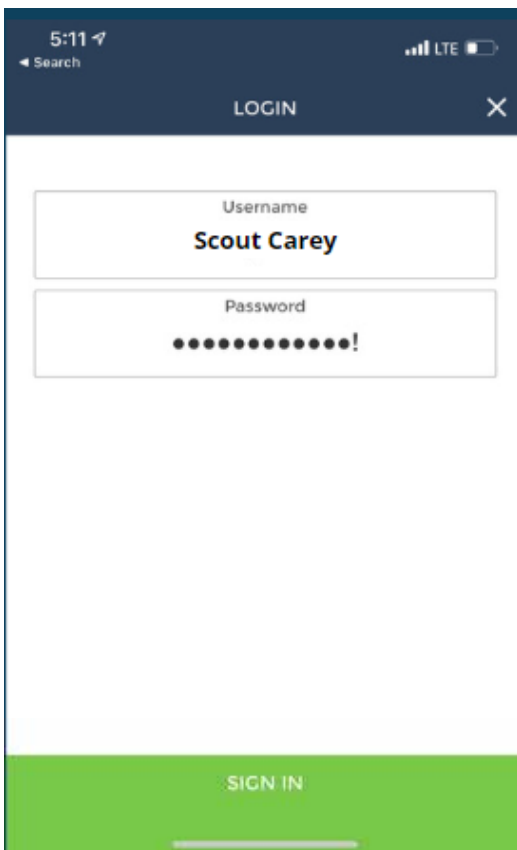 5:11
◀ Search
LTE
LOGIN
Username
Scout Carey
Password
••••••••••••!
SIGN IN